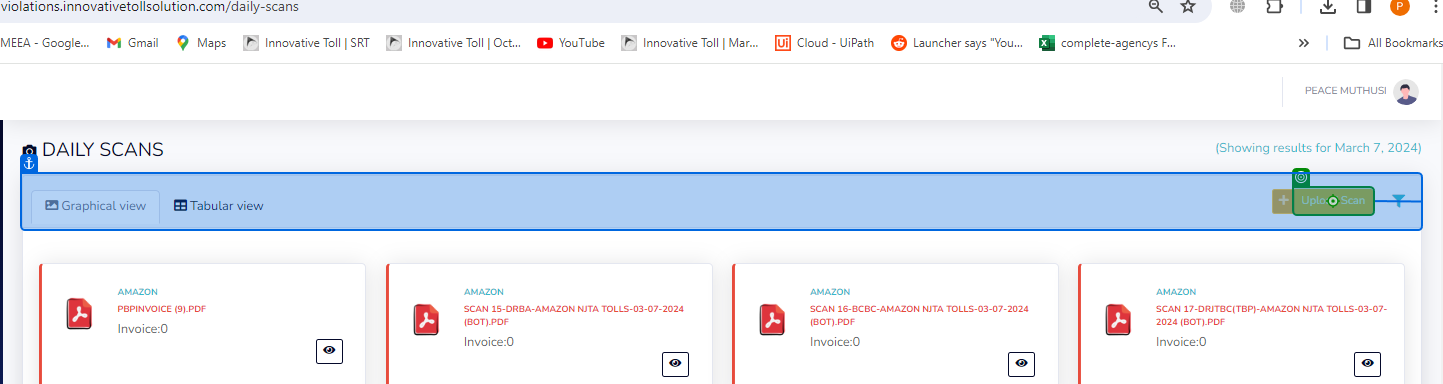 violations.innovativetollsolution.com/daily-scans
P
MEEA - Google... Gmail Maps Innovative Toll | SRT Innovative Toll | Oct... YouTube Innovative Toll | Mar... Ui Cloud - UiPath Launcher says "You... complete-agencys F... » All Bookmarks
PEACE MUTHUSI
DAILY SCANS
(Showing results for March 7, 2024)
Graphical view Tabular view + Upload Scan
AMAZON
PBPINVOICE (9).PDF
Invoice:0
AMAZON
SCAN 15-DRBA-AMAZON NJTA TOLLS-03-07-2024
(BOT).PDF
Invoice:0
AMAZON
SCAN 16-BCBC-AMAZON NJTA TOLLS-03-07-2024
(BOT).PDF
Invoice:0
AMAZON
SCAN 17-DRJTBC(TBP)-AMAZON NJTA TOLLS-03-07-
2024 (BOT).PDF
Invoice:0